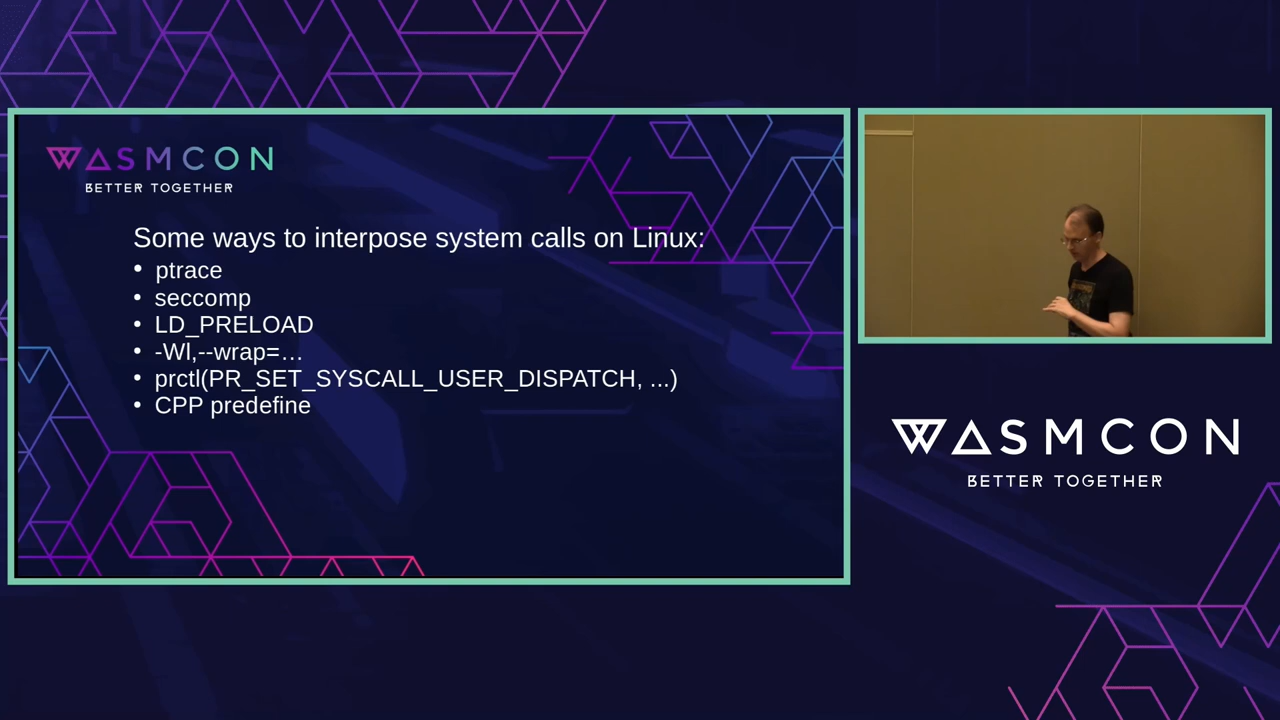 WASMCON
BETTER TOGETHER
Some ways to interpose system calls on Linux:
• ptrace
• seccomp
• LD_PRELOAD
• -Wl,--wrap=…
• prctl(PR_SET_SYSCALL_USER_DISPATCH, ...)
• CPP predefine
WASMCON
BETTER TOGETHER